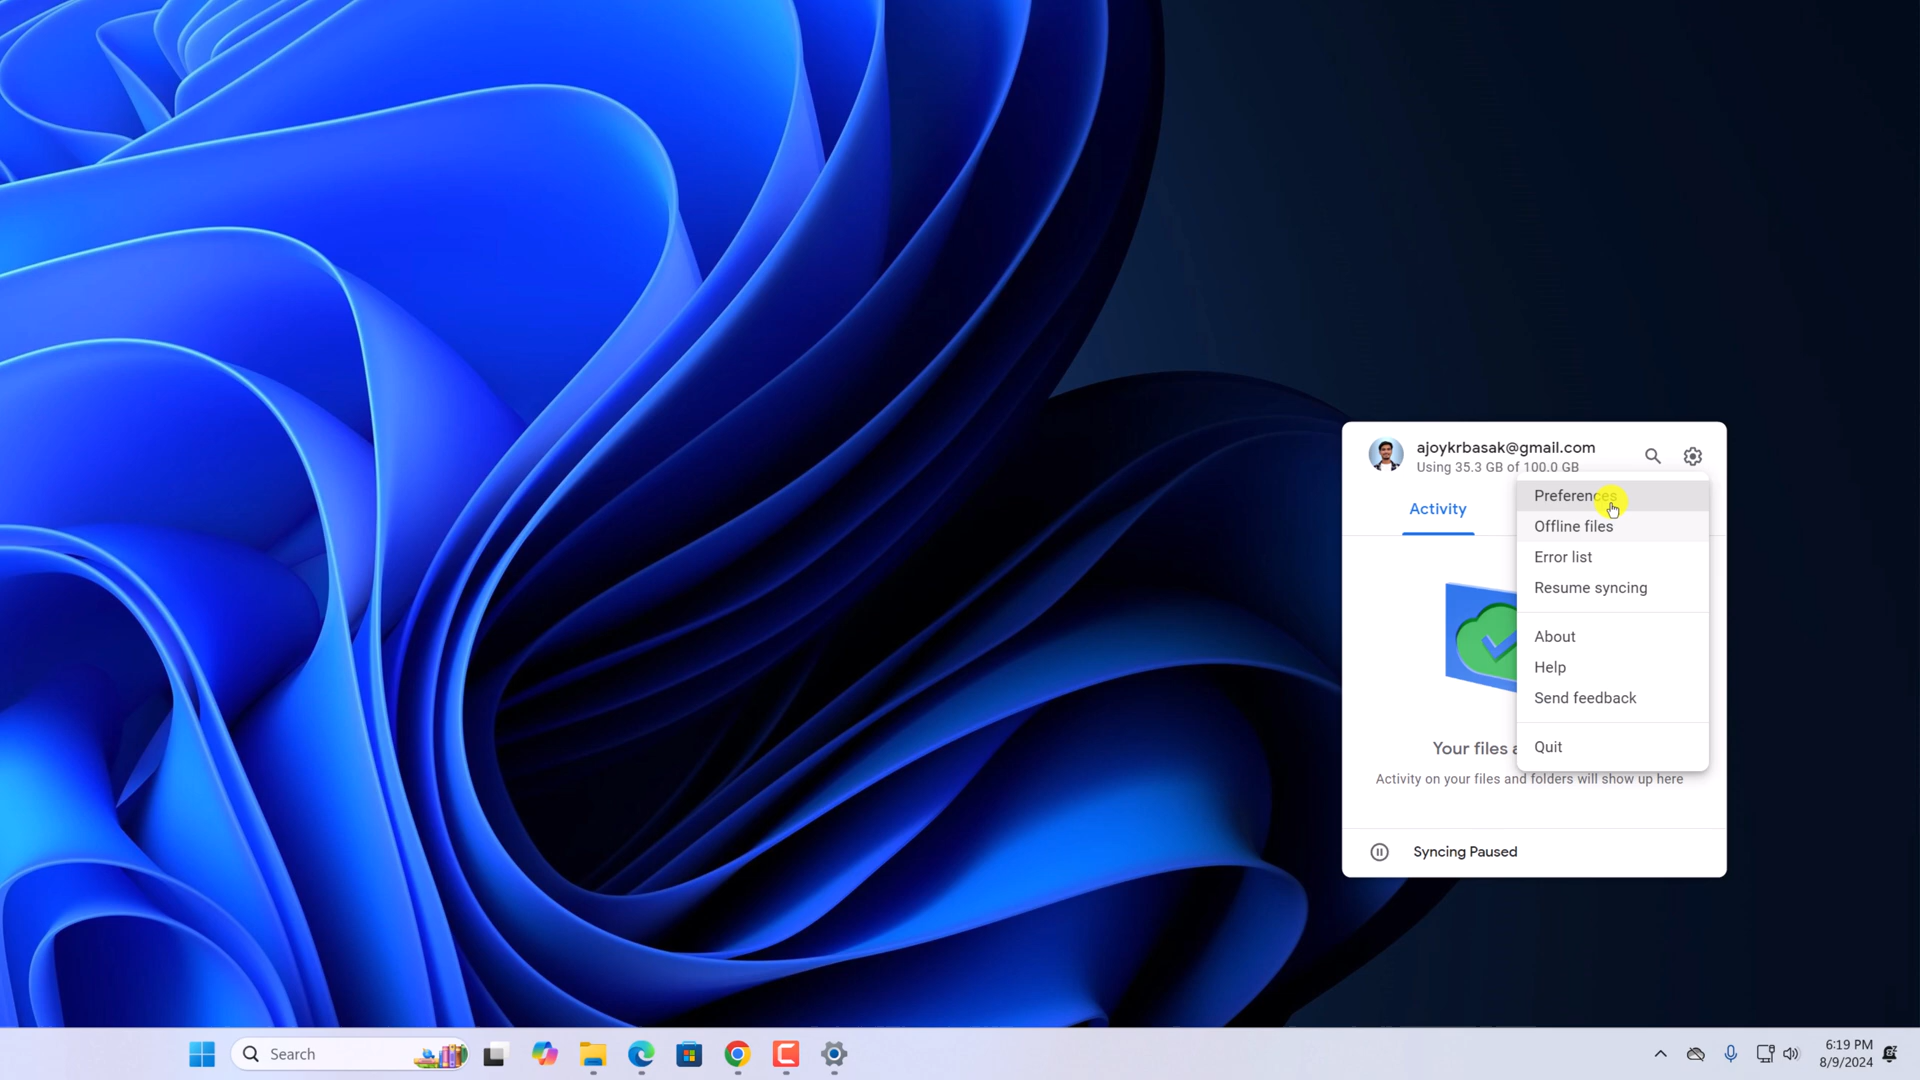 ajoykrbasak@gmail.com
Using 35.3 GB of 100.0 GB
Activity
Preferences
Offline files
Error list
Resume syncing
About
Help
Send feedback
Quit
Your files a
Activity on your files and folders will show up here
Syncing Paused
Search
6:19 PM
8/9/2024